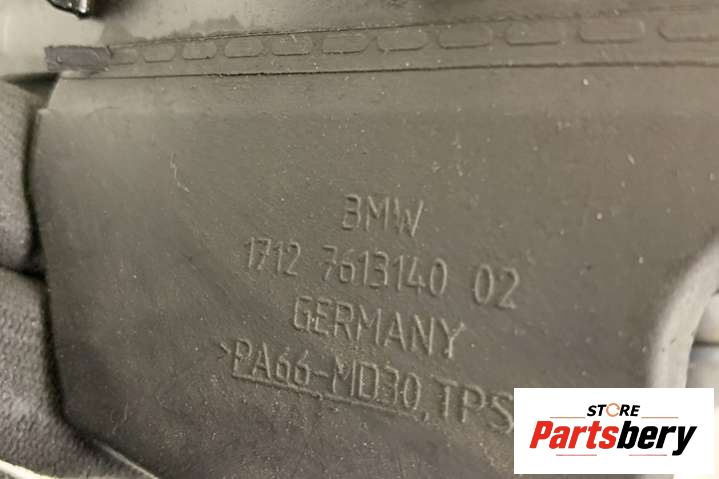 BMW
1712 7613140 02
GERMANY
>PA66-MD30, TPS
STORE
Partsbery